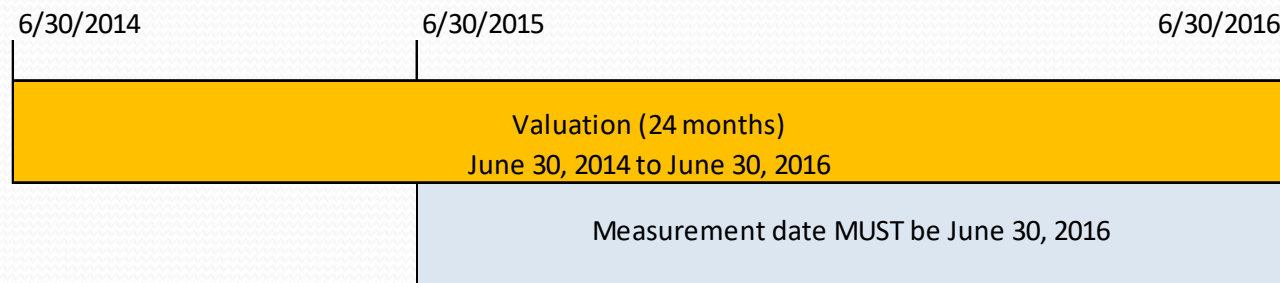 6/30/2014
6/30/2015
6/30/2016
Valuation (24 months)
June 30, 2014 to June 30, 2016
Measurement date MUST be June 30, 2016